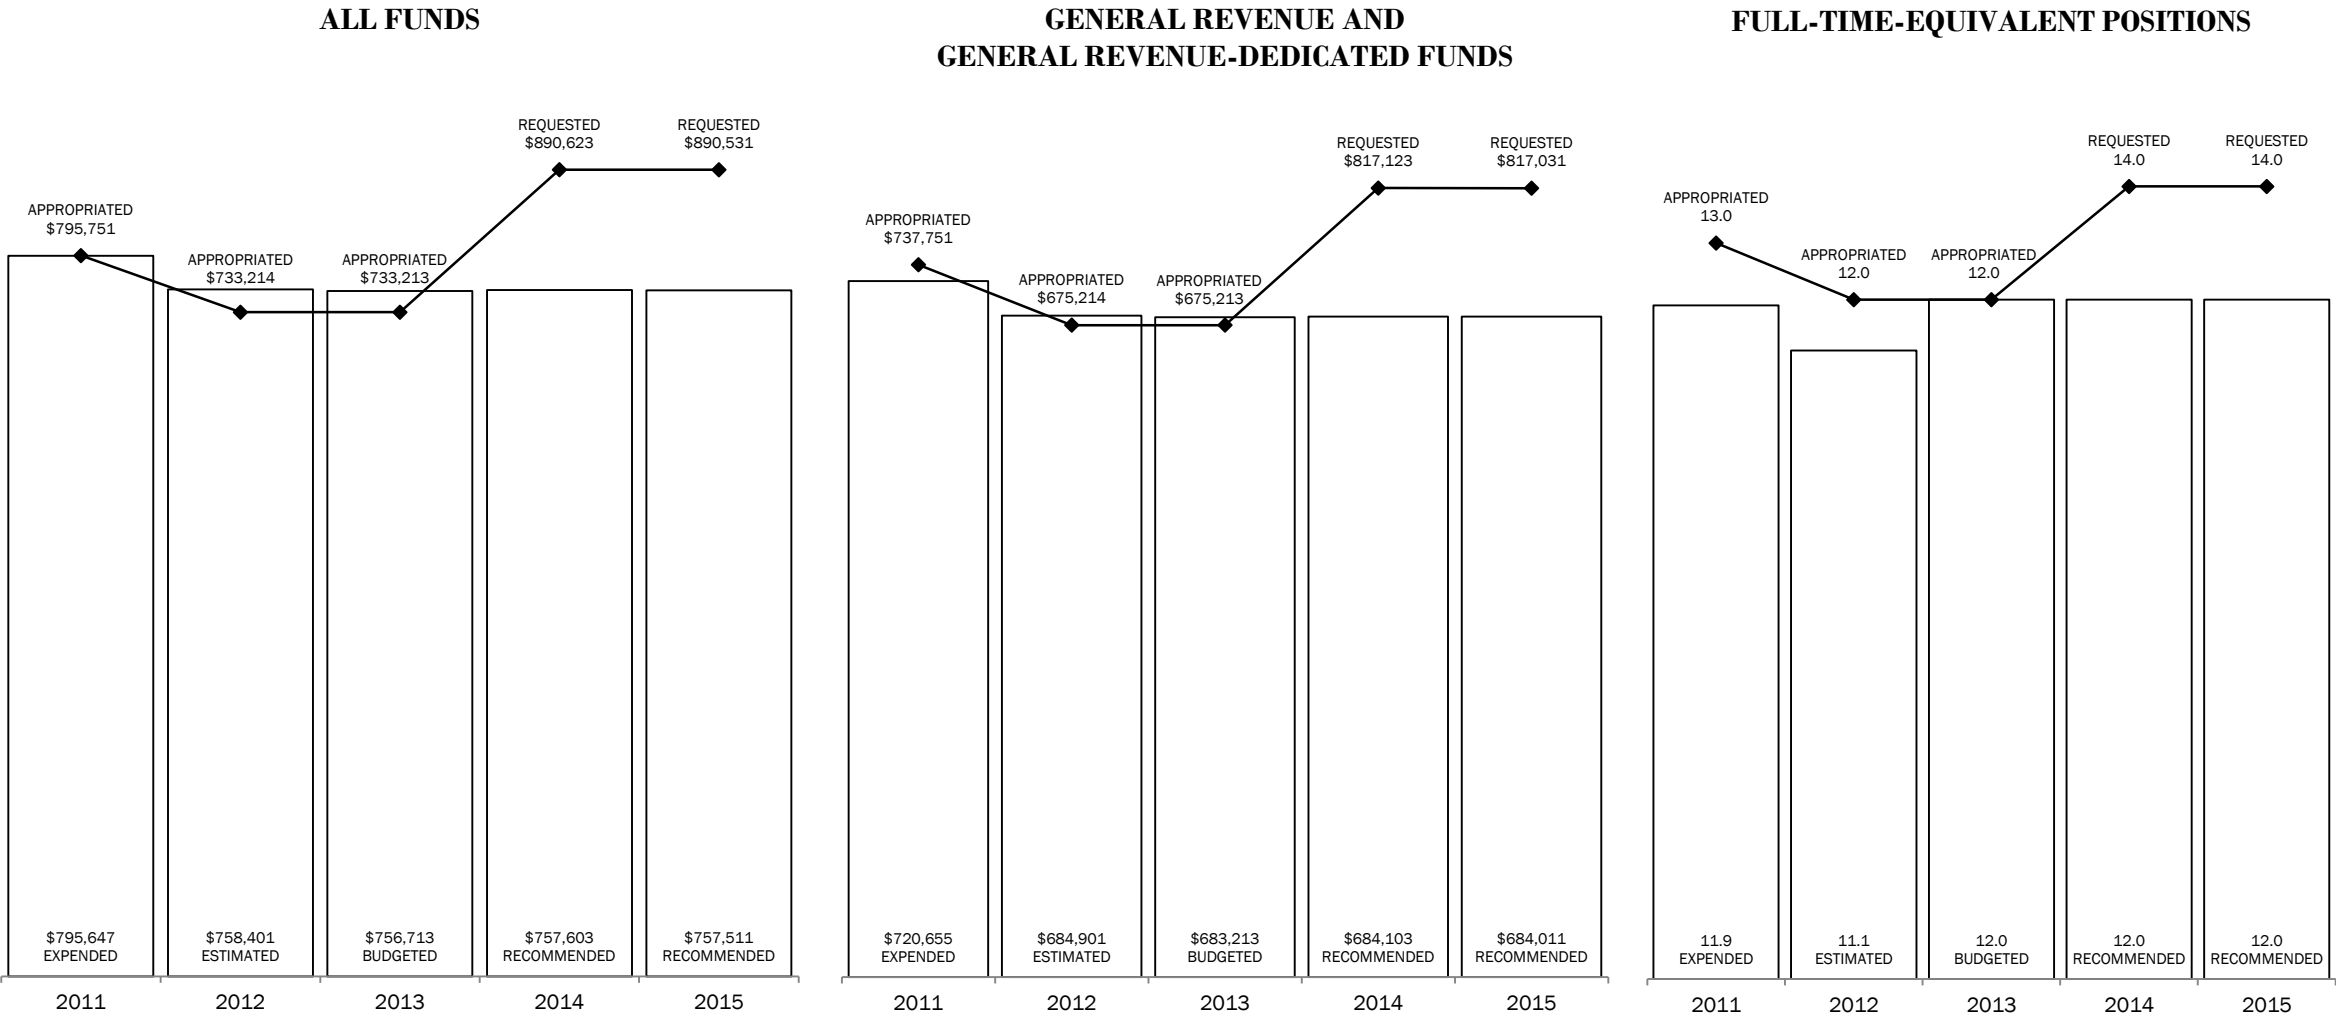 ALL FUNDS
REQUESTED
$890,623
REQUESTED
$890,531
APPROPRIATED
$795,751
APPROPRIATED
$733,214
APPROPRIATED
$733,213
$795,647
EXPENDED
$758,401
ESTIMATED
$756,713
BUDGETED
$757,603
RECOMMENDED
$757,511
RECOMMENDED
2011
2012
2013
2014
2015
GENERAL REVENUE AND
GENERAL REVENUE-DEDICATED FUNDS
REQUESTED
$817,123
REQUESTED
$817,031
APPROPRIATED
$737,751
APPROPRIATED
$675,214
APPROPRIATED
$675,213
$720,655
EXPENDED
$684,901
ESTIMATED
$683,213
BUDGETED
$684,103
RECOMMENDED
$684,011
RECOMMENDED
2011
2012
2013
2014
2015
FULL-TIME-EQUIVALENT POSITIONS
REQUESTED
14.0
REQUESTED
14.0
APPROPRIATED
13.0
APPROPRIATED
12.0
APPROPRIATED
12.0
11.9
EXPENDED
11.1
ESTIMATED
12.0
BUDGETED
12.0
RECOMMENDED
12.0
RECOMMENDED
2011
2012
2013
2014
2015